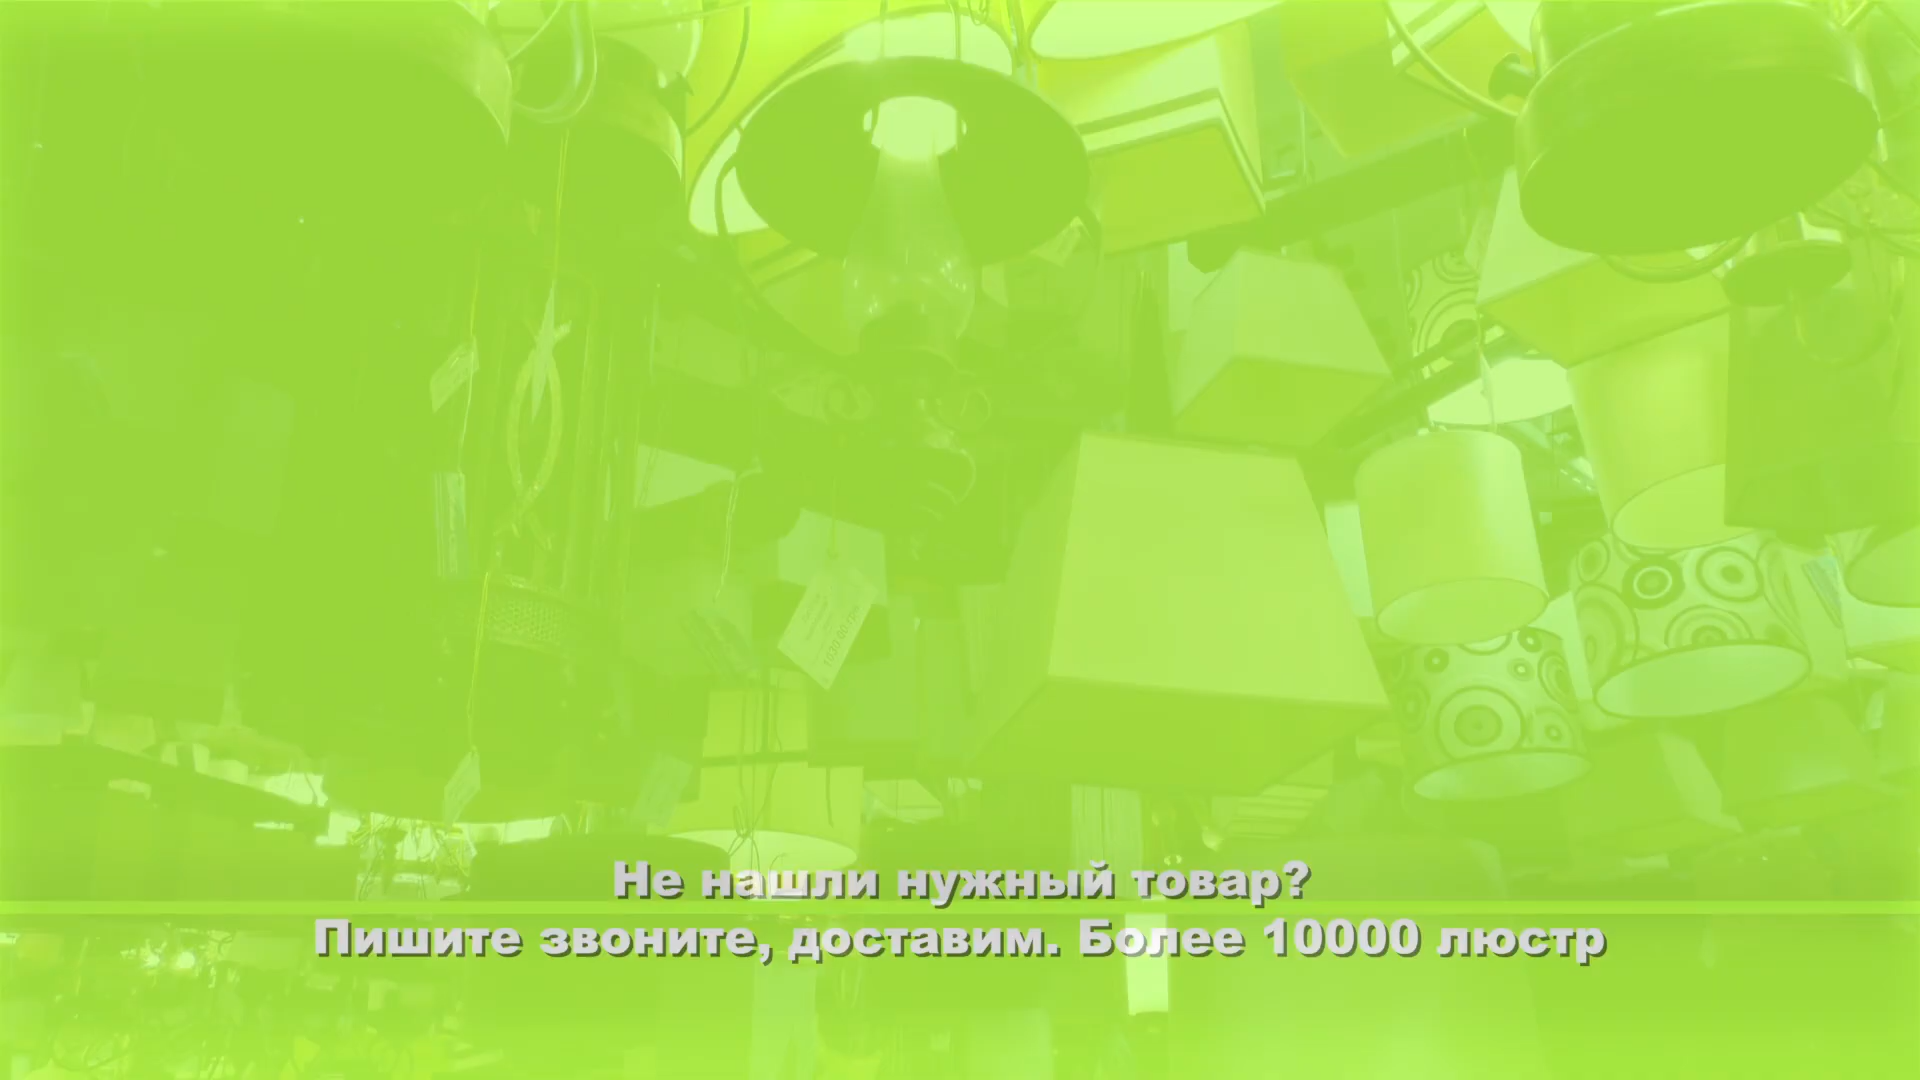 Не нашли нужный товар?
Пишите звоните, доставим. Более 10000 люстр